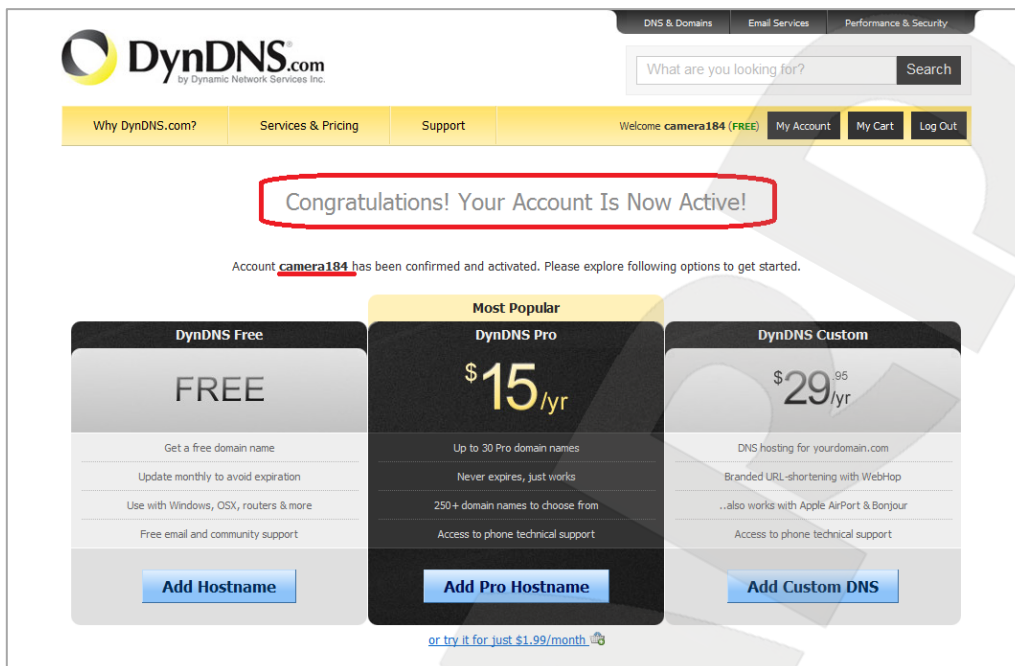 DNS & Domains Email Services Performance & Security
DynDNS.com
by Dynamic Network Services Inc.
What are you looking for? Search
Why DynDNS.com? Services & Pricing Support Welcome camera184 (FREE) My Account My Cart Log Out
Congratulations! Your Account Is Now Active!
Account camera184 has been confirmed and activated. Please explore following options to get started.
Most Popular
DynDNS Free
FREE
Get a free domain name
Update monthly to avoid expiration
Use with Windows, OSX, routers & more
Free email and community support
Add Hostname
DynDNS Pro
$15/yr
Up to 30 Pro domain names
Never expires, just works
250+ domain names to choose from
Access to phone technical support
Add Pro Hostname
or try it for just $1.99/month
DynDNS Custom
$29.95/yr
DNS hosting for yourdomain.com
Branded URL-shortening with WebHop
..also works with Apple AirPort & Bonjour
Access to phone technical support
Add Custom DNS